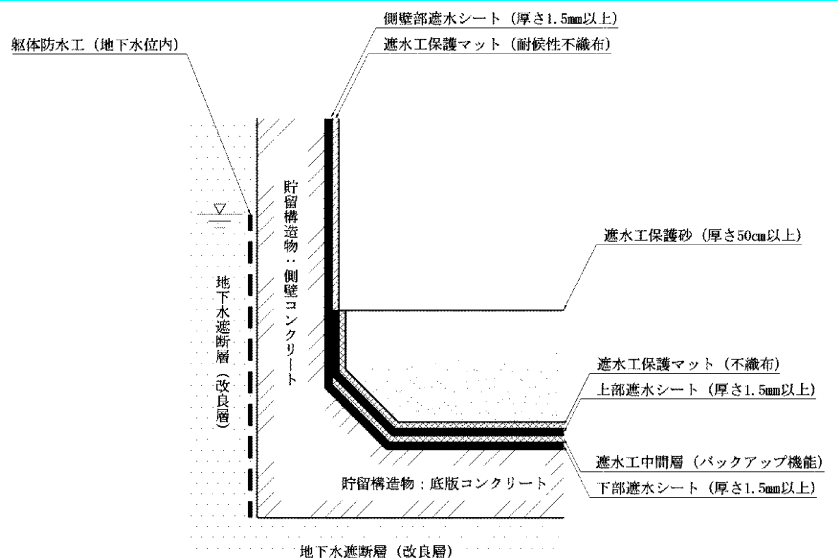 側壁部遮水シート（厚さ1.5mm以上）
躯体防水工（地下水位内）
遮水工保護マット（耐候性不織布）
貯留構造物：側壁コンクリート
遮水工保護砂（厚さ50cm以上）
地下水遮断層（改良層）
遮水工保護マット（不織布）
上部遮水シート（厚さ1.5mm以上）
遮水工中間層（バックアップ機能）
貯留構造物：底版コンクリート
下部遮水シート（厚さ1.5mm以上）
地下水遮断層（改良層）